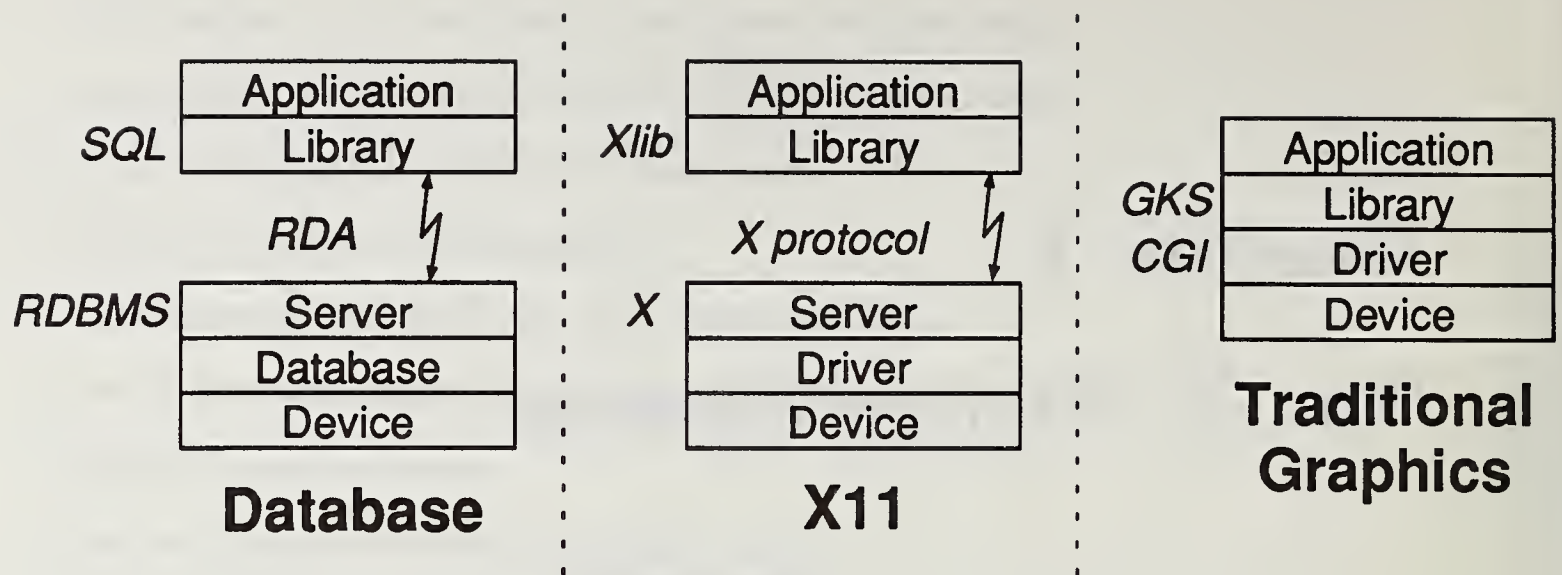 Application
SQL Library
RDA
RDBMS Server
Database
Device
Database
Application
Xlib Library
X protocol
X Server
Driver
Device
X11
Application
GKS Library
CGI Driver
Device
Traditional
Graphics